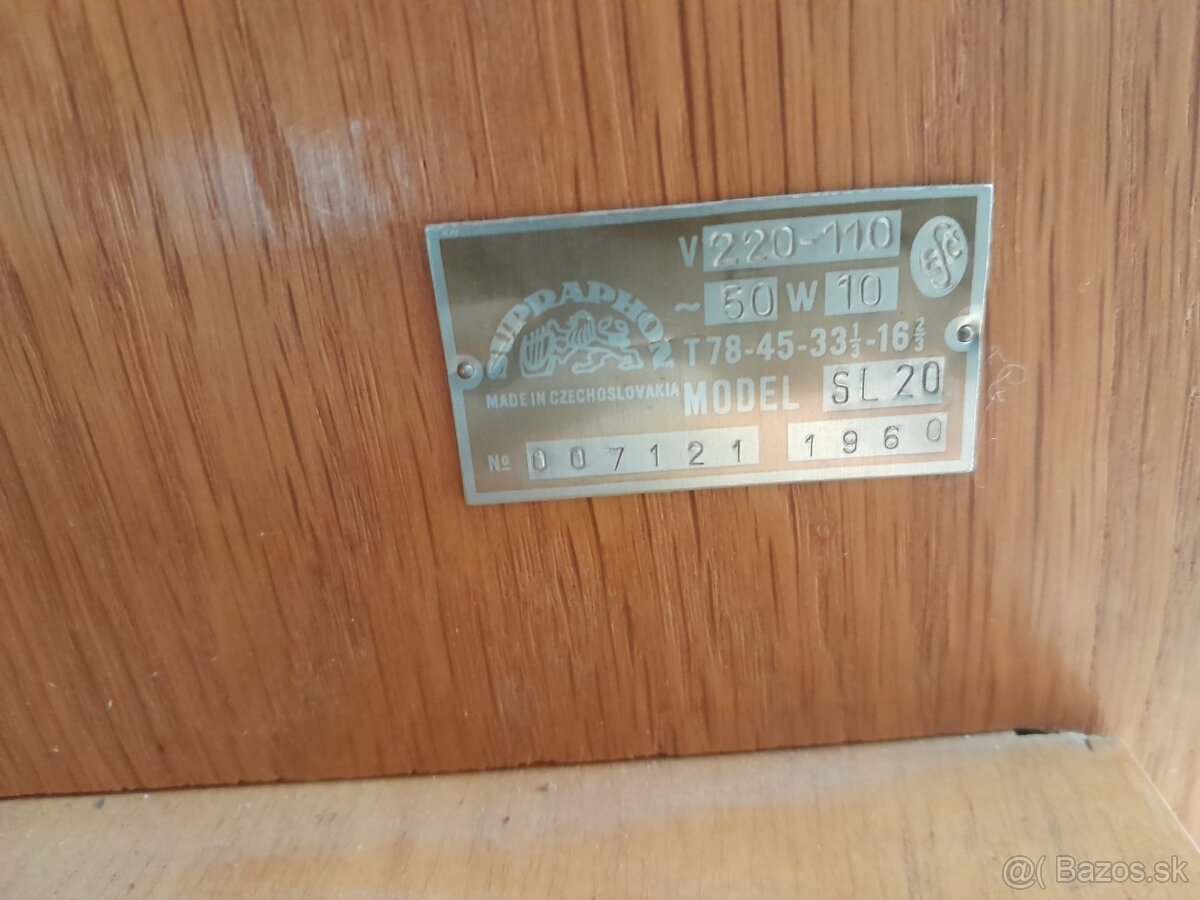 V 220-110
~ 50 W 10
SUPRAPHON
T 78-45-33⅓-16⅔
MADE IN CZECHOSLOVAKIA
MODEL SL 20
Nº 007121 1960
@( Bazos.sk